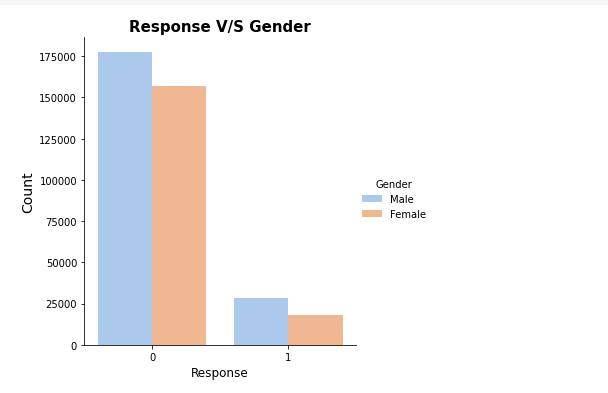 Response V/S Gender
175000
150000
125000
100000
75000
50000
25000
0
Count
0 1
Response
Gender
Male
Female